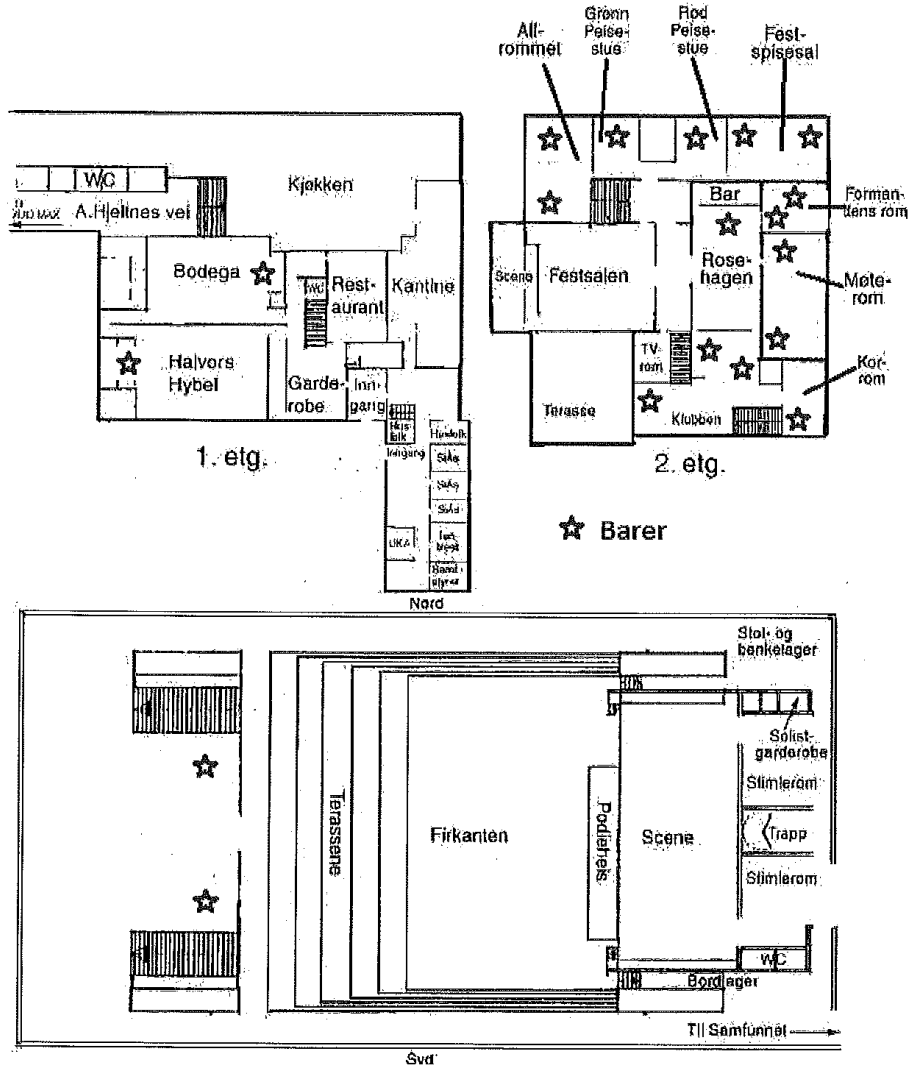 All-
rommet
Grønn
Peise-
stue
Rød
Peise-
stue
Fest-
spisesal
WC
A.Hjellnes vei
Kjøkken
Bodega
WC
Rest-
aurant
Kantine
Halvors
Hybel
Garde-
robe
Inn-
gang
1. etg.
Inngang
UKA
Bar
Forman-
nens rom
Scene
Festsalen
Rose-
hagen
Møte-
rom
TV
rom
Kor-
rom
Terasse
Klubben
2. etg.
Barer
Nord
Stol- og
benkelager
Solist-
garderobe
Stimlerom
Terassene
Firkanten
Podieheis
Scene
Trapp
Stimlerom
WC
Bordlager
Til Samfunnet
Syd